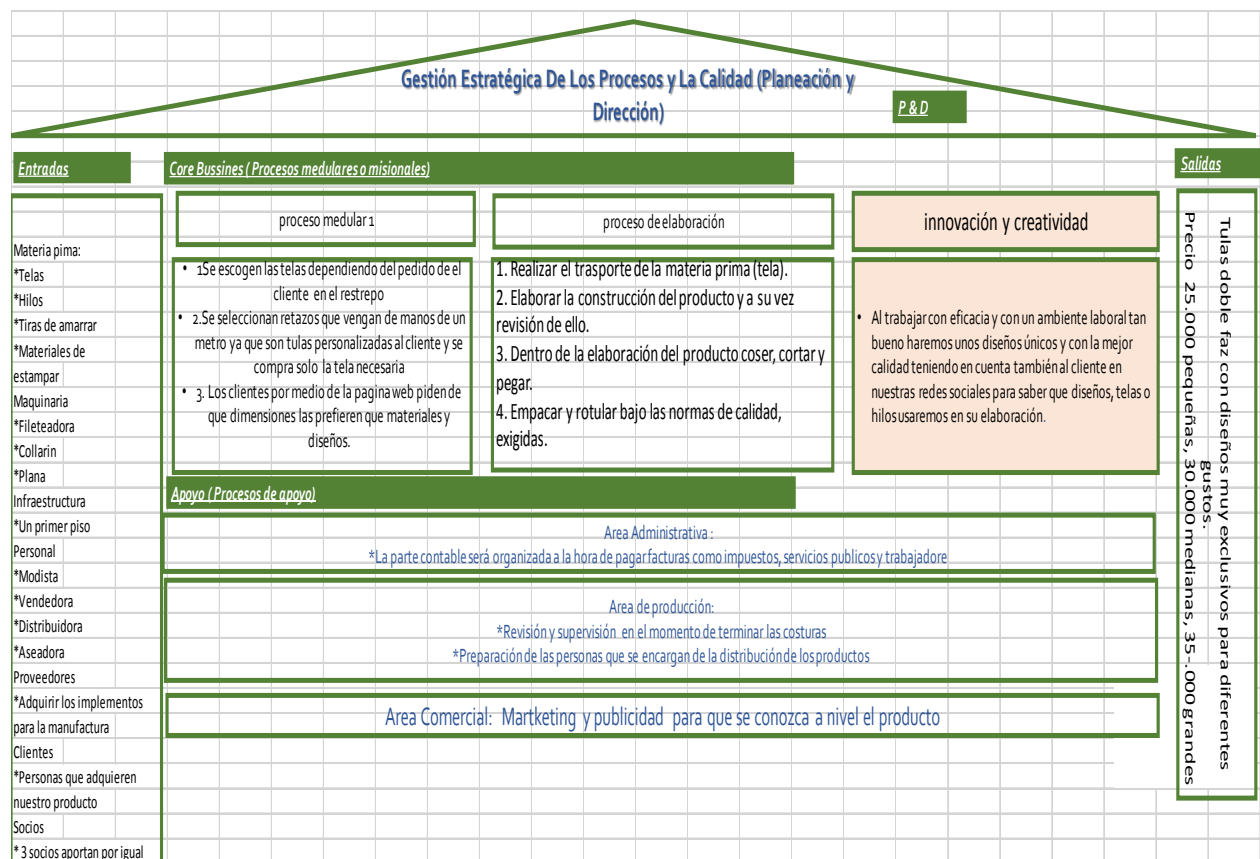 Gestión Estratégica De Los Procesos y La Calidad (Planeación y
Dirección)
P & D
Entradas
Core Bussines ( Procesos medulares o misionales)
Salidas
Materia pima:
*Telas
*Hilos
*Tiras de amarrar
*Materiales de
estampar
Maquinaria
*Fileteadora
*Collarin
*Plana
Infraestructura
*Un primer piso
Personal
*Modista
*Vendedora
*Distribuidora
*Aseadora
Proveedores
*Adquirir los implementos
para la manufactura
Clientes
*Personas que adquieren
nuestro producto
Socios
* 3 socios aportan por igual
proceso medular 1
• 1Se escogen las telas dependiendo del pedido de el
cliente en el restrepo
• 2.Se seleccionan retazos que vengan de manos de un
metro ya que son tulas personalizadas al cliente y se
compra solo la tela necesaria
• 3. Los clientes por medio de la pagina web piden de
que dimensiones las prefieren que materiales y
diseños.
proceso de elaboración
1. Realizar el trasporte de la materia prima (tela).
2. Elaborar la construcción del producto y a su vez
revisión de ello.
3. Dentro de la elaboración del producto coser, cortar y
pegar.
4. Empacar y rotular bajo las normas de calidad,
exigidas.
innovación y creatividad
• Al trabajar con eficacia y con un ambiente laboral tan
bueno haremos unos diseños únicos y con la mejor
calidad teniendo en cuenta también al cliente en
nuestras redes sociales para saber que diseños, telas o
hilos usaremos en su elaboración.
Apoyo ( Procesos de apoyo)
Area Administrativa :
*La parte contable será organizada a la hora de pagar facturas como impuestos, servicios publicos y trabajadore
Area de producción:
*Revisión y supervisión en el momento de terminar las costuras
*Preparación de las personas que se encargan de la distribución de los productos
Area Comercial: Martketing y publicidad para que se conozca a nivel el producto
Tulas doble faz con diseños muy exclusivos para diferentes
gustos.
Precio 25.000 pequeñas, 30.000 medianas, 35-.000 grandes